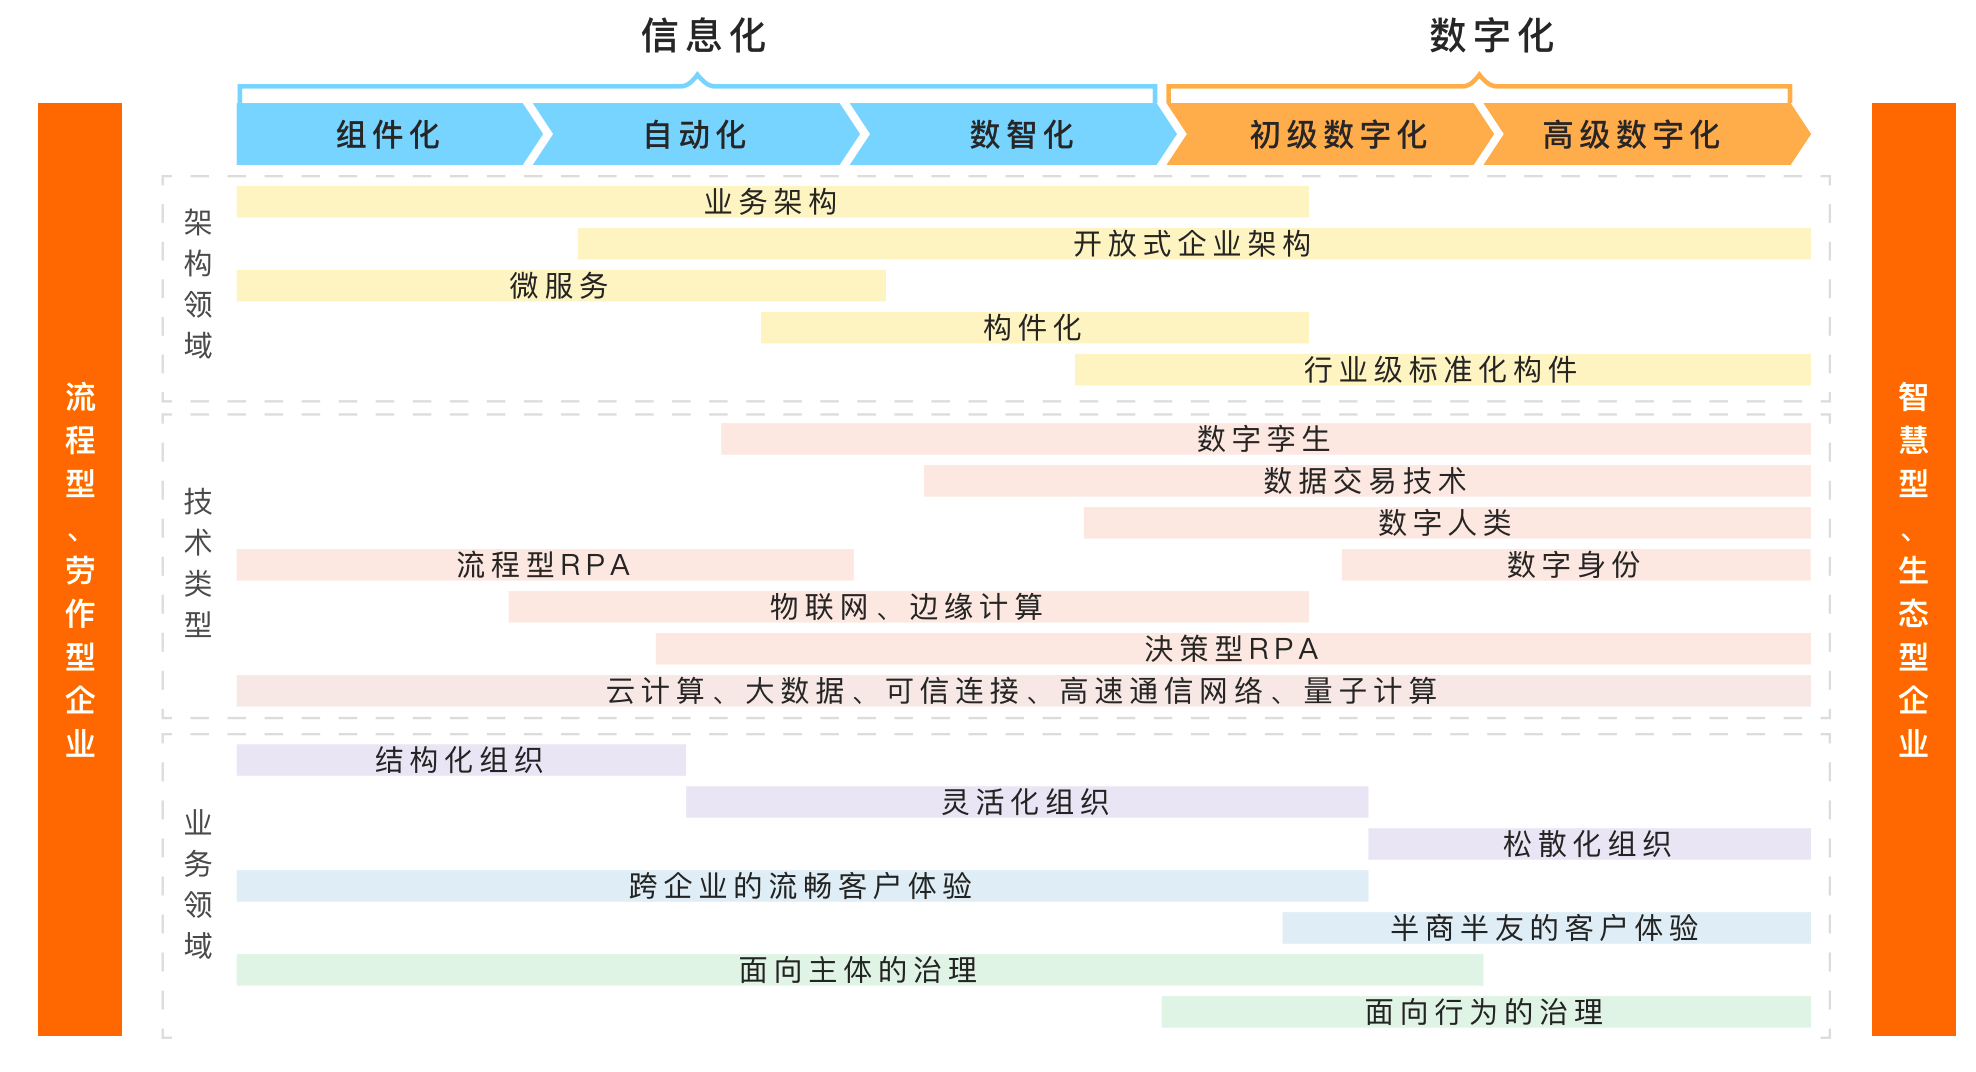 信息化
数字化
组件化
自动化
数智化
初级数字化
高级数字化
流程型、劳作型企业
架构领域
业务架构
开放式企业架构
微服务
构件化
行业级标准化构件
技术类型
数字孪生
数据交易技术
数字人类
流程型RPA
数字身份
物联网、边缘计算
決策型RPA
云计算、大数据、可信连接、高速通信网络、量子计算
业务领域
结构化组织
灵活化组织
松散化组织
跨企业的流畅客户体验
半商半友的客户体验
面向主体的治理
面向行为的治理
智慧型、生态型企业